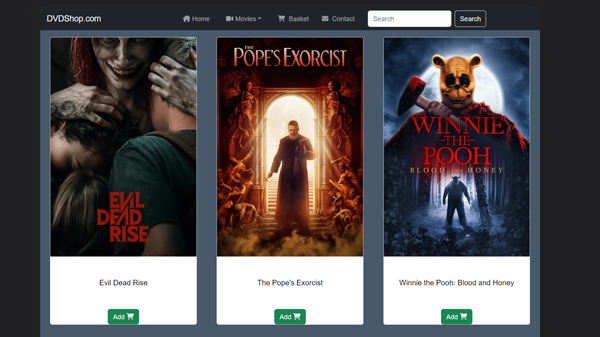 DVDShop.com
Home
Movies
Basket
Contact
Search
Search
EVIL
DEAD
RISE
THE
POPE'S EXORCIST
WINNIE
-THE-
POOH
BLOOD AND HONEY
Evil Dead Rise
The Pope's Exorcist
Winnie the Pooh: Blood and Honey
Add
Add
Add